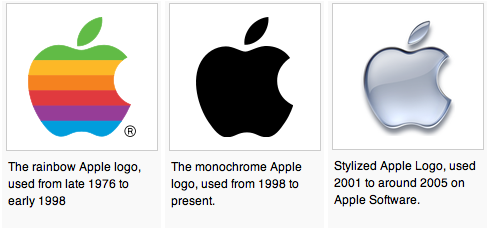 ®
The rainbow Apple logo,
used from late 1976 to
early 1998
The monochrome Apple
logo, used from 1998 to
present.
Stylized Apple Logo, used
2001 to around 2005 on
Apple Software.